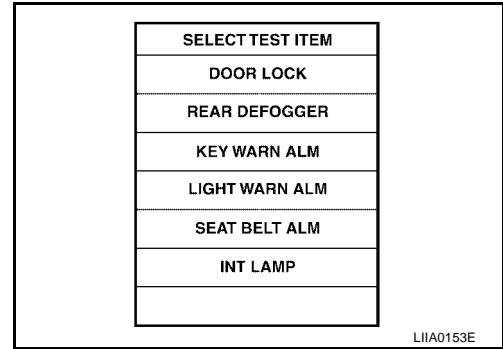 SELECT TEST ITEM
DOOR LOCK
REAR DEFOGGER
KEY WARN ALM
LIGHT WARN ALM
SEAT BELT ALM
INT LAMP
LIIA0153E